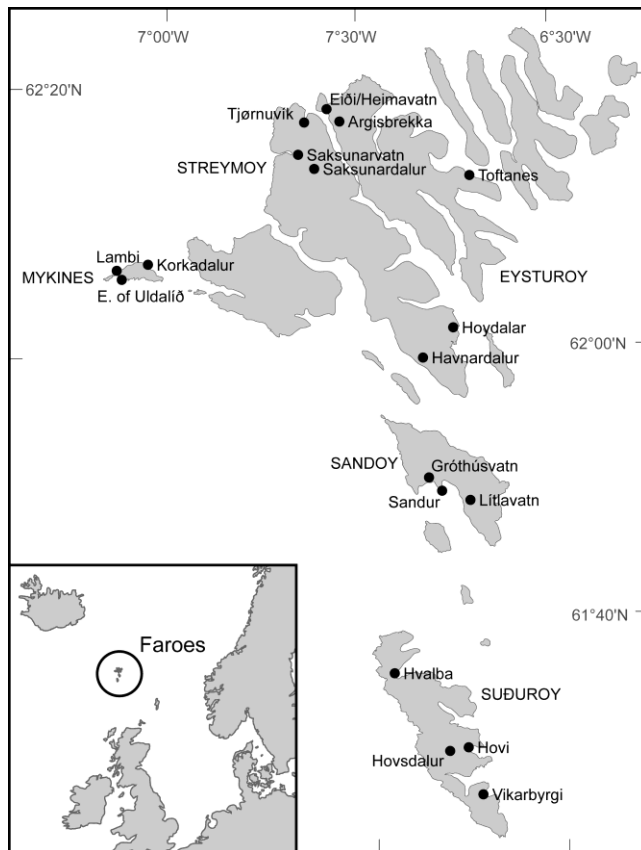 7°00'W
7°30'W
6°30'W
62°20'N
Eiði/Heimavatn
Tjørnuvík
Argisbrekka
Saksunarvatn
STREYMOY
Saksunardalur
Toftanes
Lambi
Korkadalur
MYKINES
E. of Uldalíð
EYSTUROY
Hoydalar
62°00'N
Havnardalur
SANDOY
Gróthúsvatn
Sandur
Lítlavatn
61°40'N
Faroes
Hvalba
SUÐUROY
Hovi
Hovsdalur
Vikarbyrgi